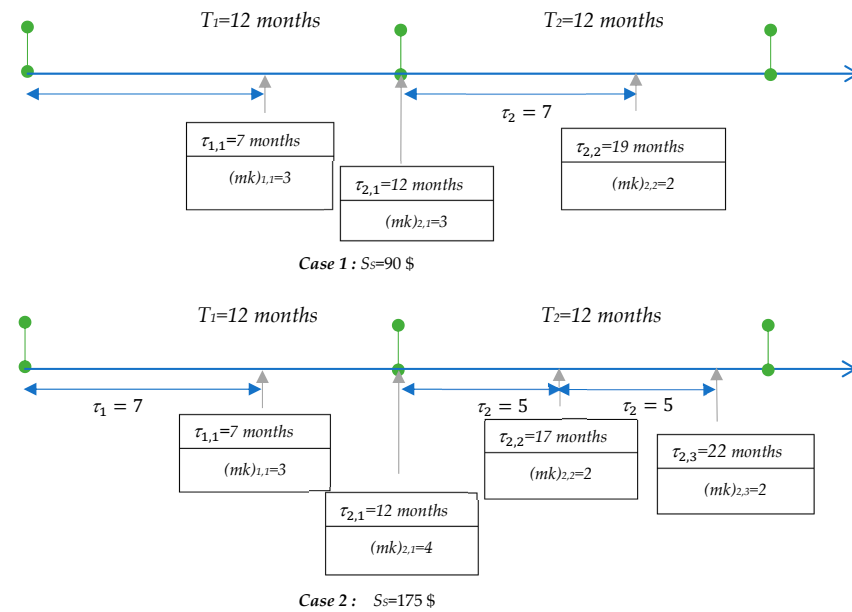 T₁=12 months T₂=12 months
τ₂ = 7
τ₁,₁=7 months
(mk)₁,₁=3
τ₂,₁=12 months
(mk)₂,₁=3
τ₂,₂=19 months
(mk)₂,₂=2
Case 1 : Sₛ=90 $
T₁=12 months T₂=12 months
τ₁ = 7
τ₂ = 5 τ₂ = 5
τ₁,₁=7 months
(mk)₁,₁=3
τ₂,₁=12 months
(mk)₂,₁=4
τ₂,₂=17 months
(mk)₂,₂=2
τ₂,₃=22 months
(mk)₂,₃=2
Case 2 : Sₛ=175 $